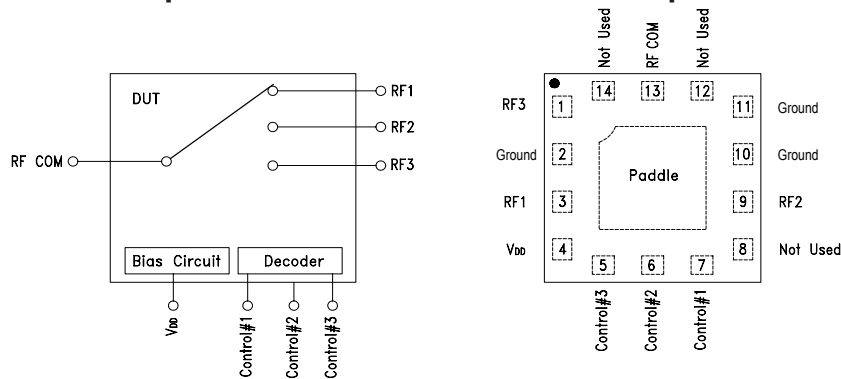 DUT
RF1
RF2
RF COM
RF3
Bias Circuit
Decoder
VDD
Control#1
Control#2
Control#3
Not Used
RF COM
Not Used
14
13
12
RF3
1
11
Ground
Ground
2
10
Ground
Paddle
RF1
3
9
RF2
VDD
4
8
Not Used
5
6
7
Control#3
Control#2
Control#1